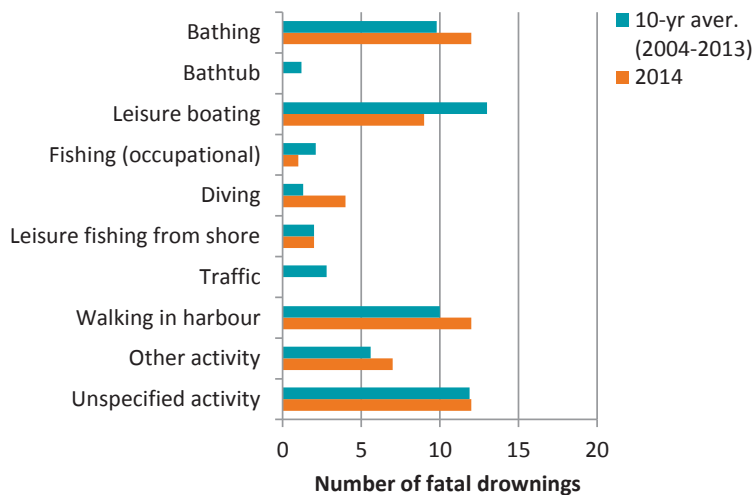 Bathing
Bathtub
Leisure boating
Fishing (occupational)
Diving
Leisure fishing from shore
Traffic
Walking in harbour
Other activity
Unspecified activity
0 5 10 15 20
Number of fatal drownings
10-yr aver.
(2004-2013)
2014